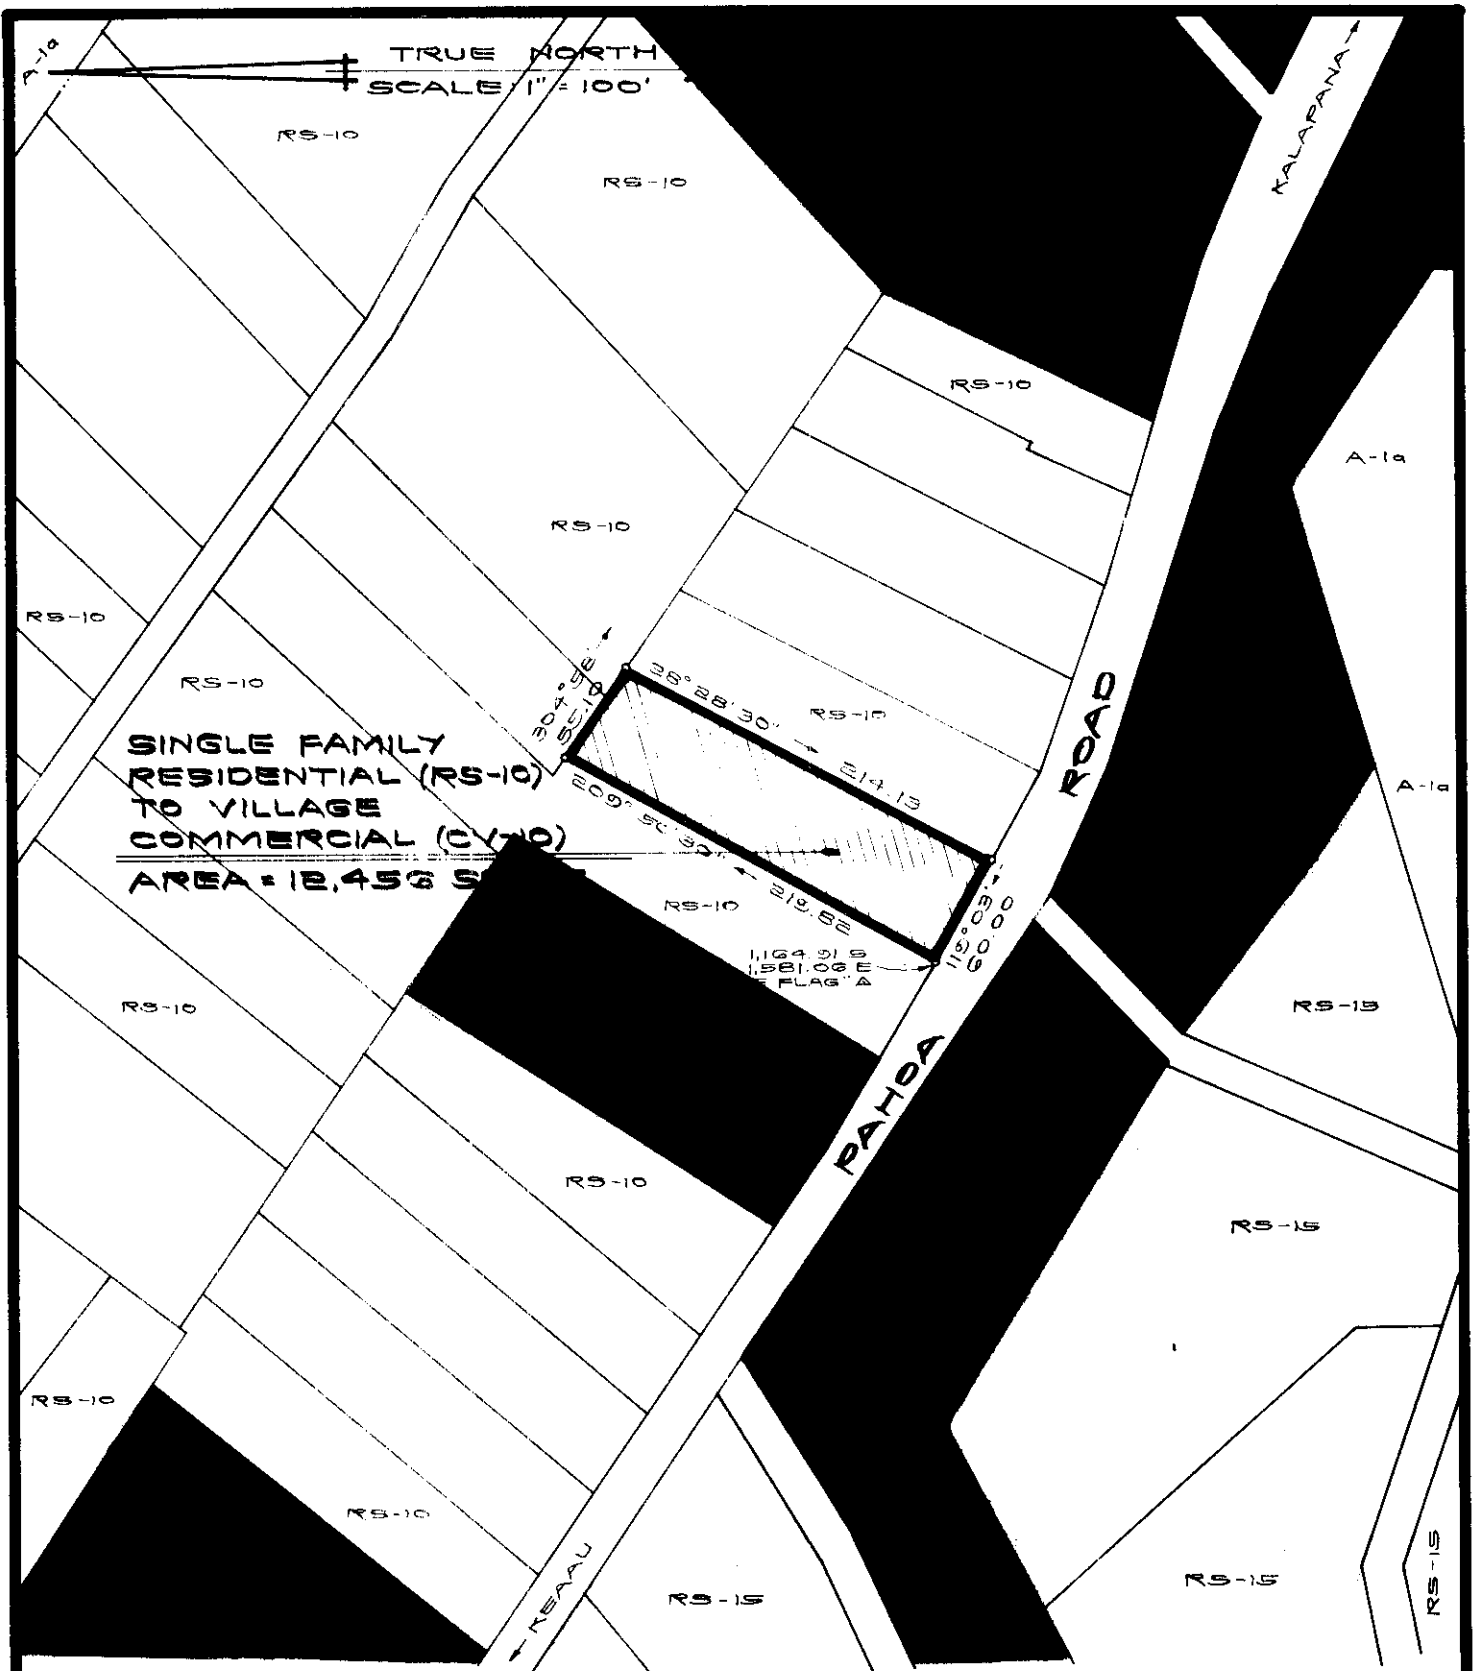 A-1a
TRUE NORTH
SCALE: 1" = 100'
KALAPANA
RS-10
RS-10
RS-10
A-1a
RS-10
RS-10
RS-10
304° 58'
55.10
28° 28' 30"
214.13
RS-10
ROAD
A-1a
SINGLE FAMILY
RESIDENTIAL (RS-10)
TO VILLAGE
COMMERCIAL (CV-10)
AREA = 12,456
209° 50' 30"
219.82
RS-10
119° 03'
60.00
1,164.91 S
1,581.06 E
FLAG "A
RS-10
RS-15
PAHOA
RS-10
RS-15
RS-10
RS-10
KEAAU
RS-15
RS-15
RS-15